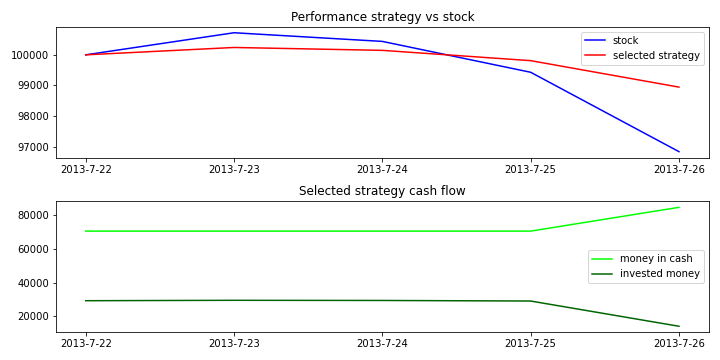 Performance strategy vs stock
100000
99000
98000
97000
stock
selected strategy
2013-7-22 2013-7-23 2013-7-24 2013-7-25 2013-7-26
Selected strategy cash flow
80000
60000
40000
20000
money in cash
invested money
2013-7-22 2013-7-23 2013-7-24 2013-7-25 2013-7-26